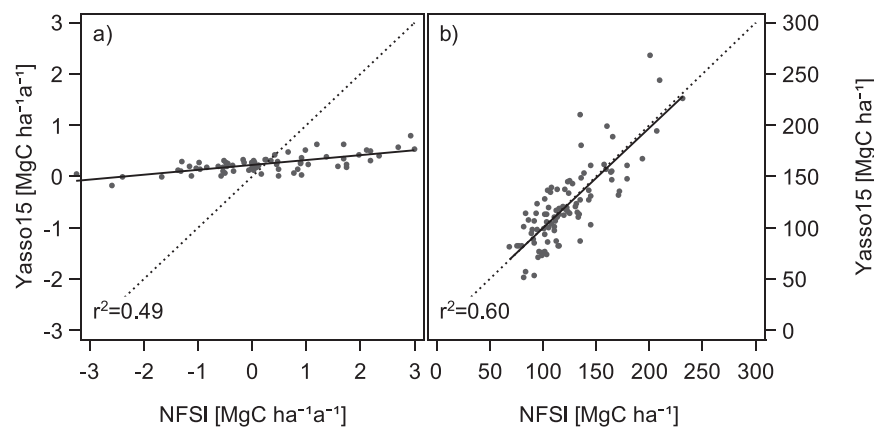 a)
b)
3
2
1
0
-1
-2
-3
Yasso15 [MgC ha⁻¹a⁻¹]
r²=0.49
-3 -2 -1 0 1 2 3
NFSI [MgC ha⁻¹a⁻¹]
r²=0.60
0 50 100 150 200 250 300
NFSI [MgC ha⁻¹]
300
250
200
150
100
50
0
Yasso15 [MgC ha⁻¹]